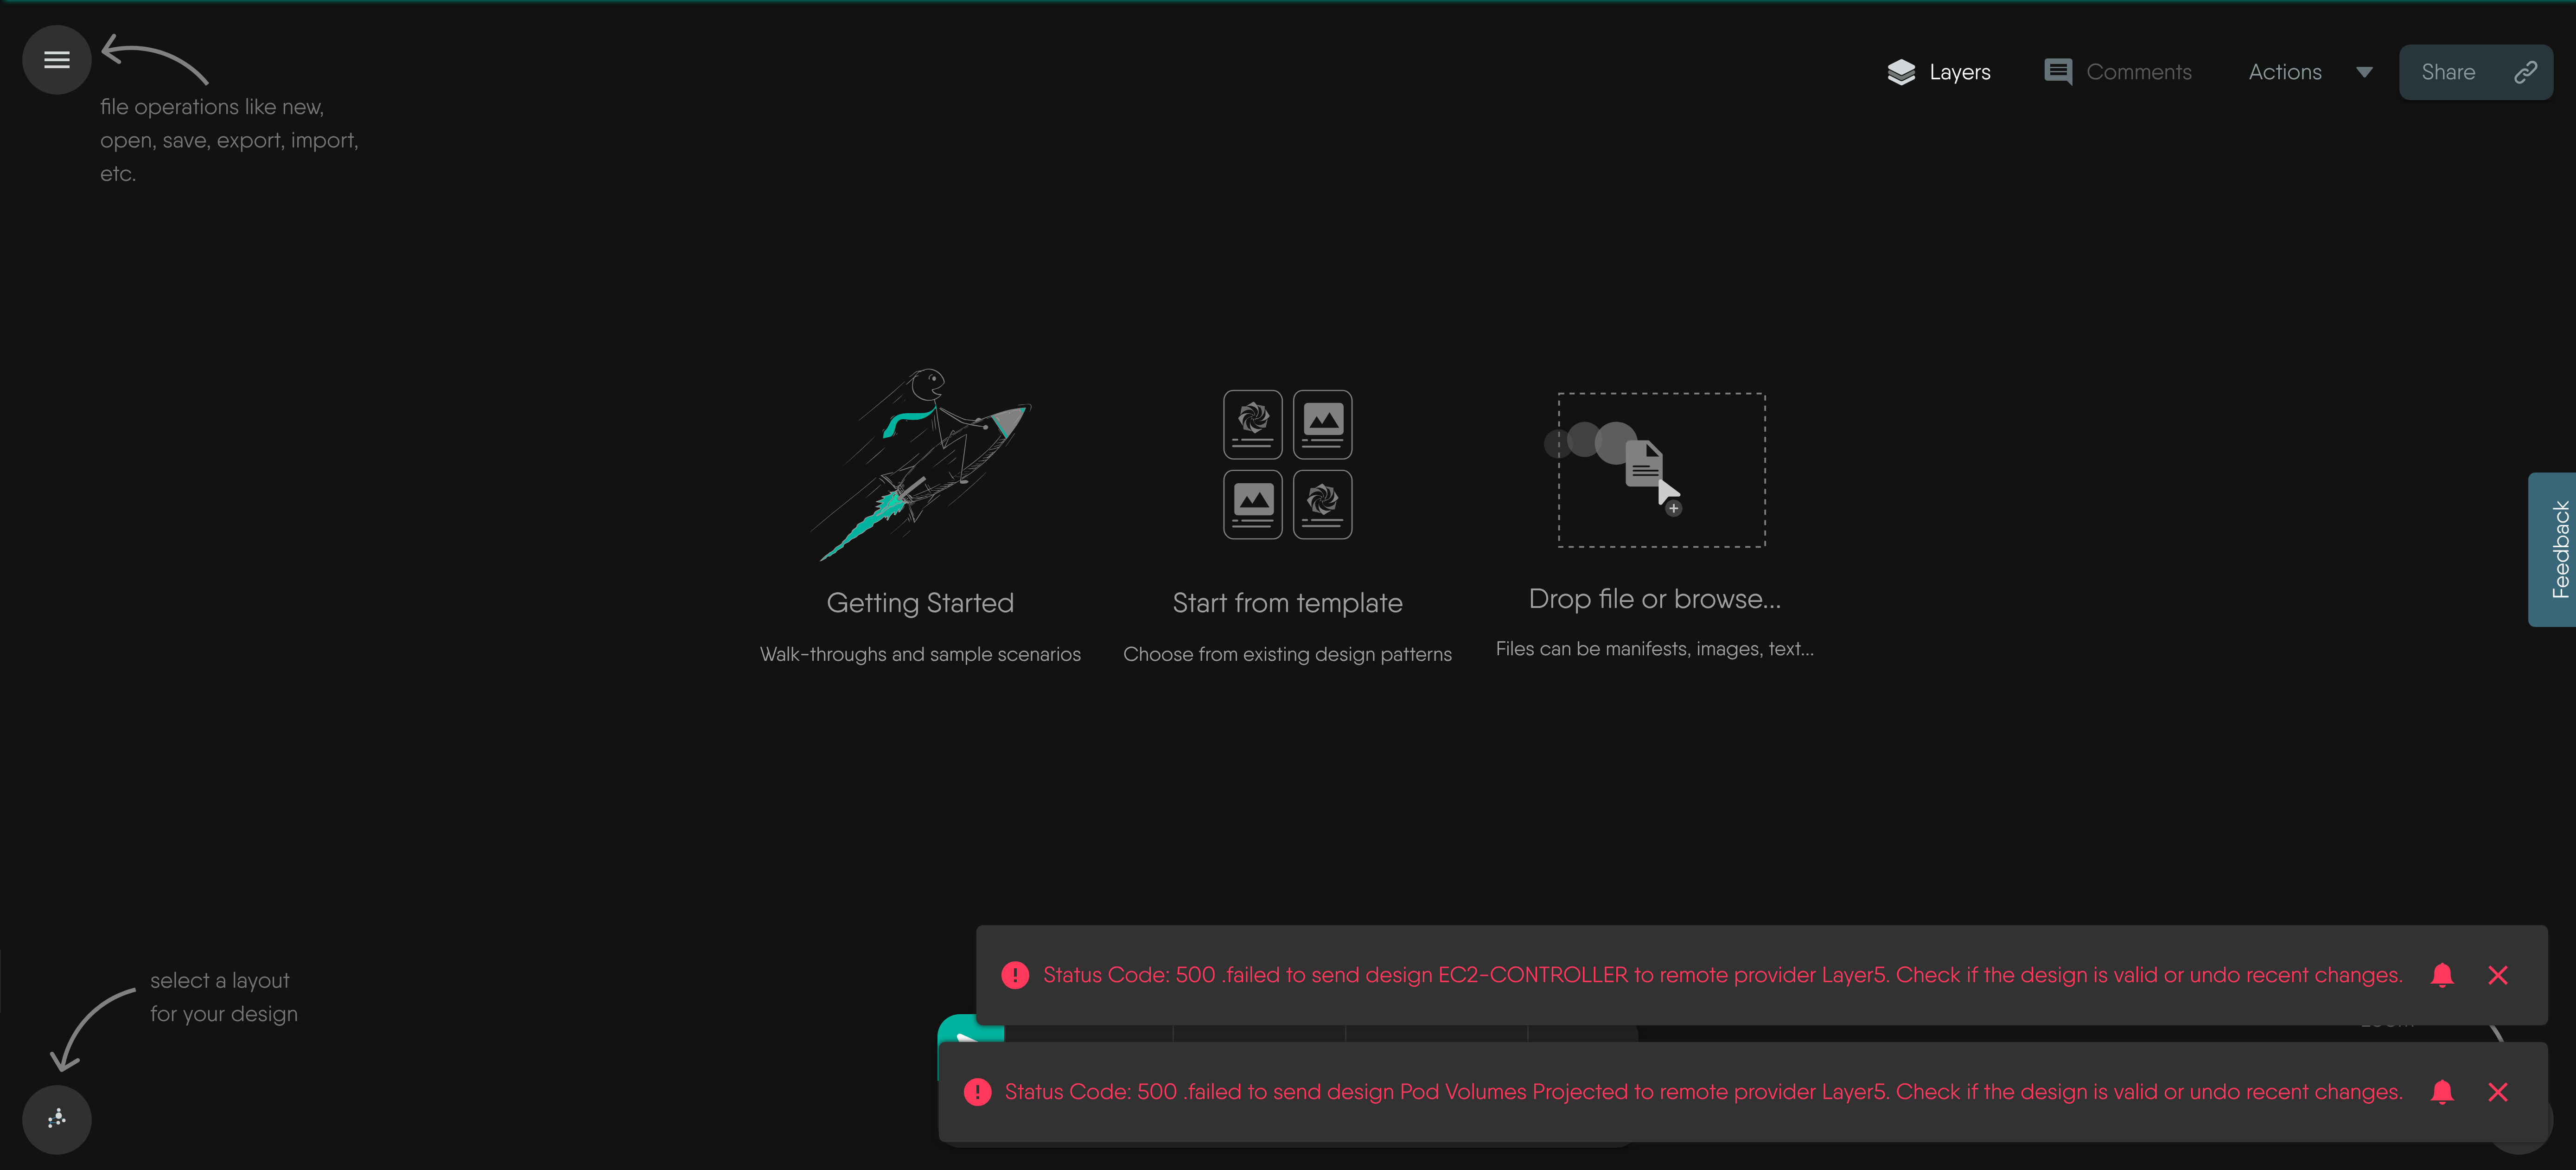 file operations like new,
open, save, export, import,
etc.
Layers
Comments
Actions
Share
Getting Started
Walk-throughs and sample scenarios
Start from template
Choose from existing design patterns
Drop file or browse...
Files can be manifests, images, text...
Feedback
select a layout
for your design
Status Code: 500 .failed to send design EC2-CONTROLLER to remote provider Layer5. Check if the design is valid or undo recent changes.
Status Code: 500 .failed to send design Pod Volumes Projected to remote provider Layer5. Check if the design is valid or undo recent changes.